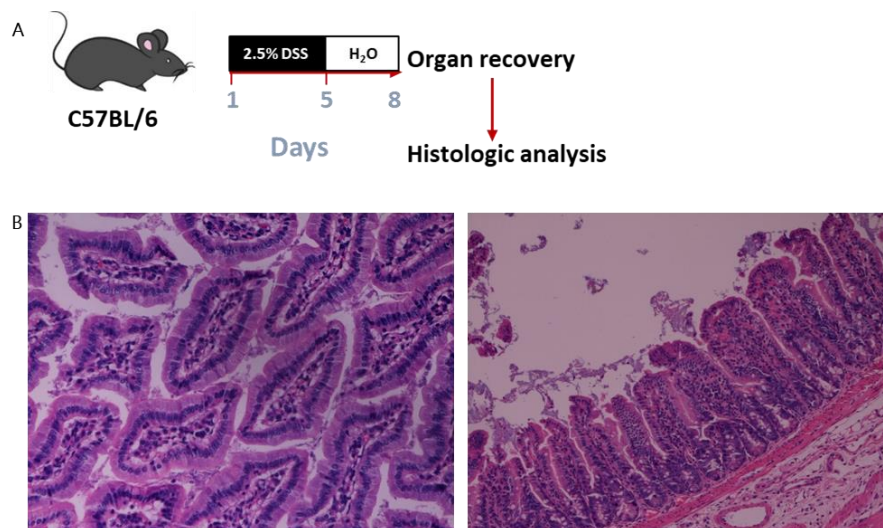 A
2.5% DSS
H₂O
Organ recovery
1
5
8
C57BL/6
Days
Histologic analysis
B